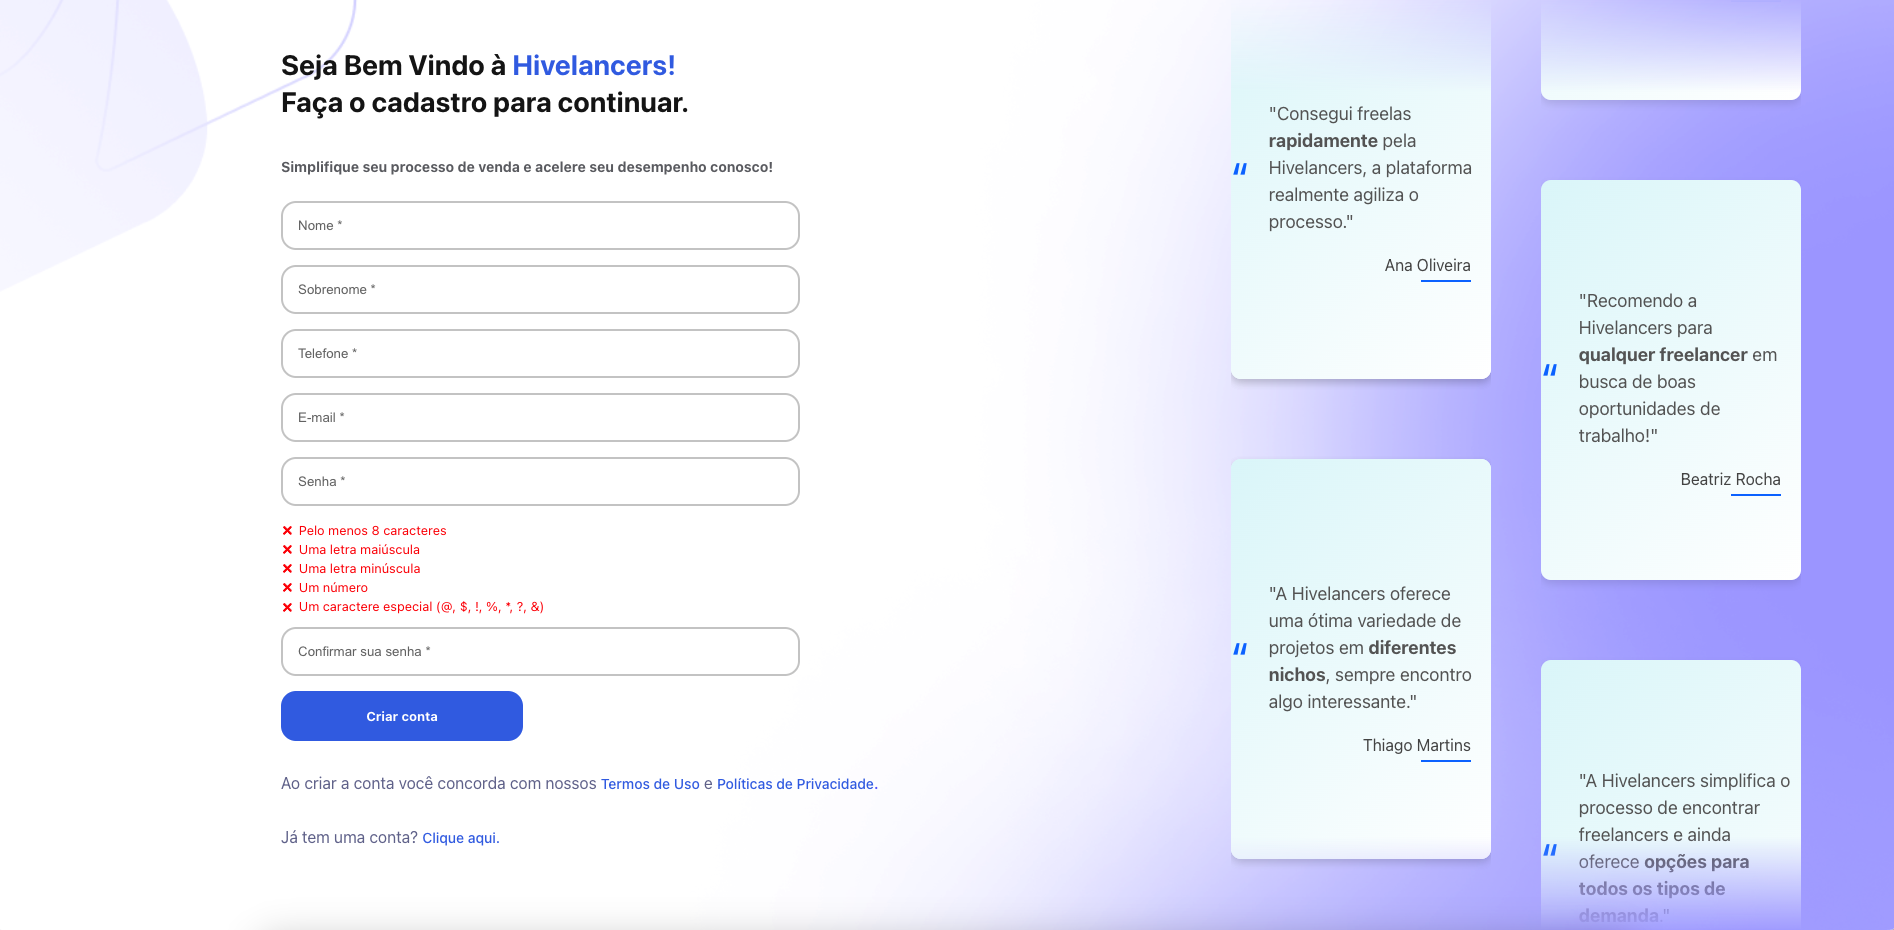 Seja Bem Vindo à Hivelancers!
Faça o cadastro para continuar.
Simplifique seu processo de venda e acelere seu desempenho conosco!
Nome *
Sobrenome *
Telefone *
E-mail *
Senha *
Pelo menos 8 caracteres
Uma letra maiúscula
Uma letra minúscula
Um número
Um caractere especial (@, $, !, %, *, ?, &)
Confirmar sua senha *
Criar conta
Ao criar a conta você concorda com nossos Termos de Uso e Políticas de Privacidade.
Já tem uma conta? Clique aqui.
"Consegui freelas
rapidamente pela
Hivelancers, a plataforma
realmente agiliza o
processo."
Ana Oliveira
"A Hivelancers oferece
uma ótima variedade de
projetos em diferentes
nichos, sempre encontro
algo interessante."
Thiago Martins
"Recomendo a
Hivelancers para
qualquer freelancer em
busca de boas
oportunidades de
trabalho!"
Beatriz Rocha
"A Hivelancers simplifica o
processo de encontrar
freelancers e ainda
oferece opções para
todos os tipos de
demanda."